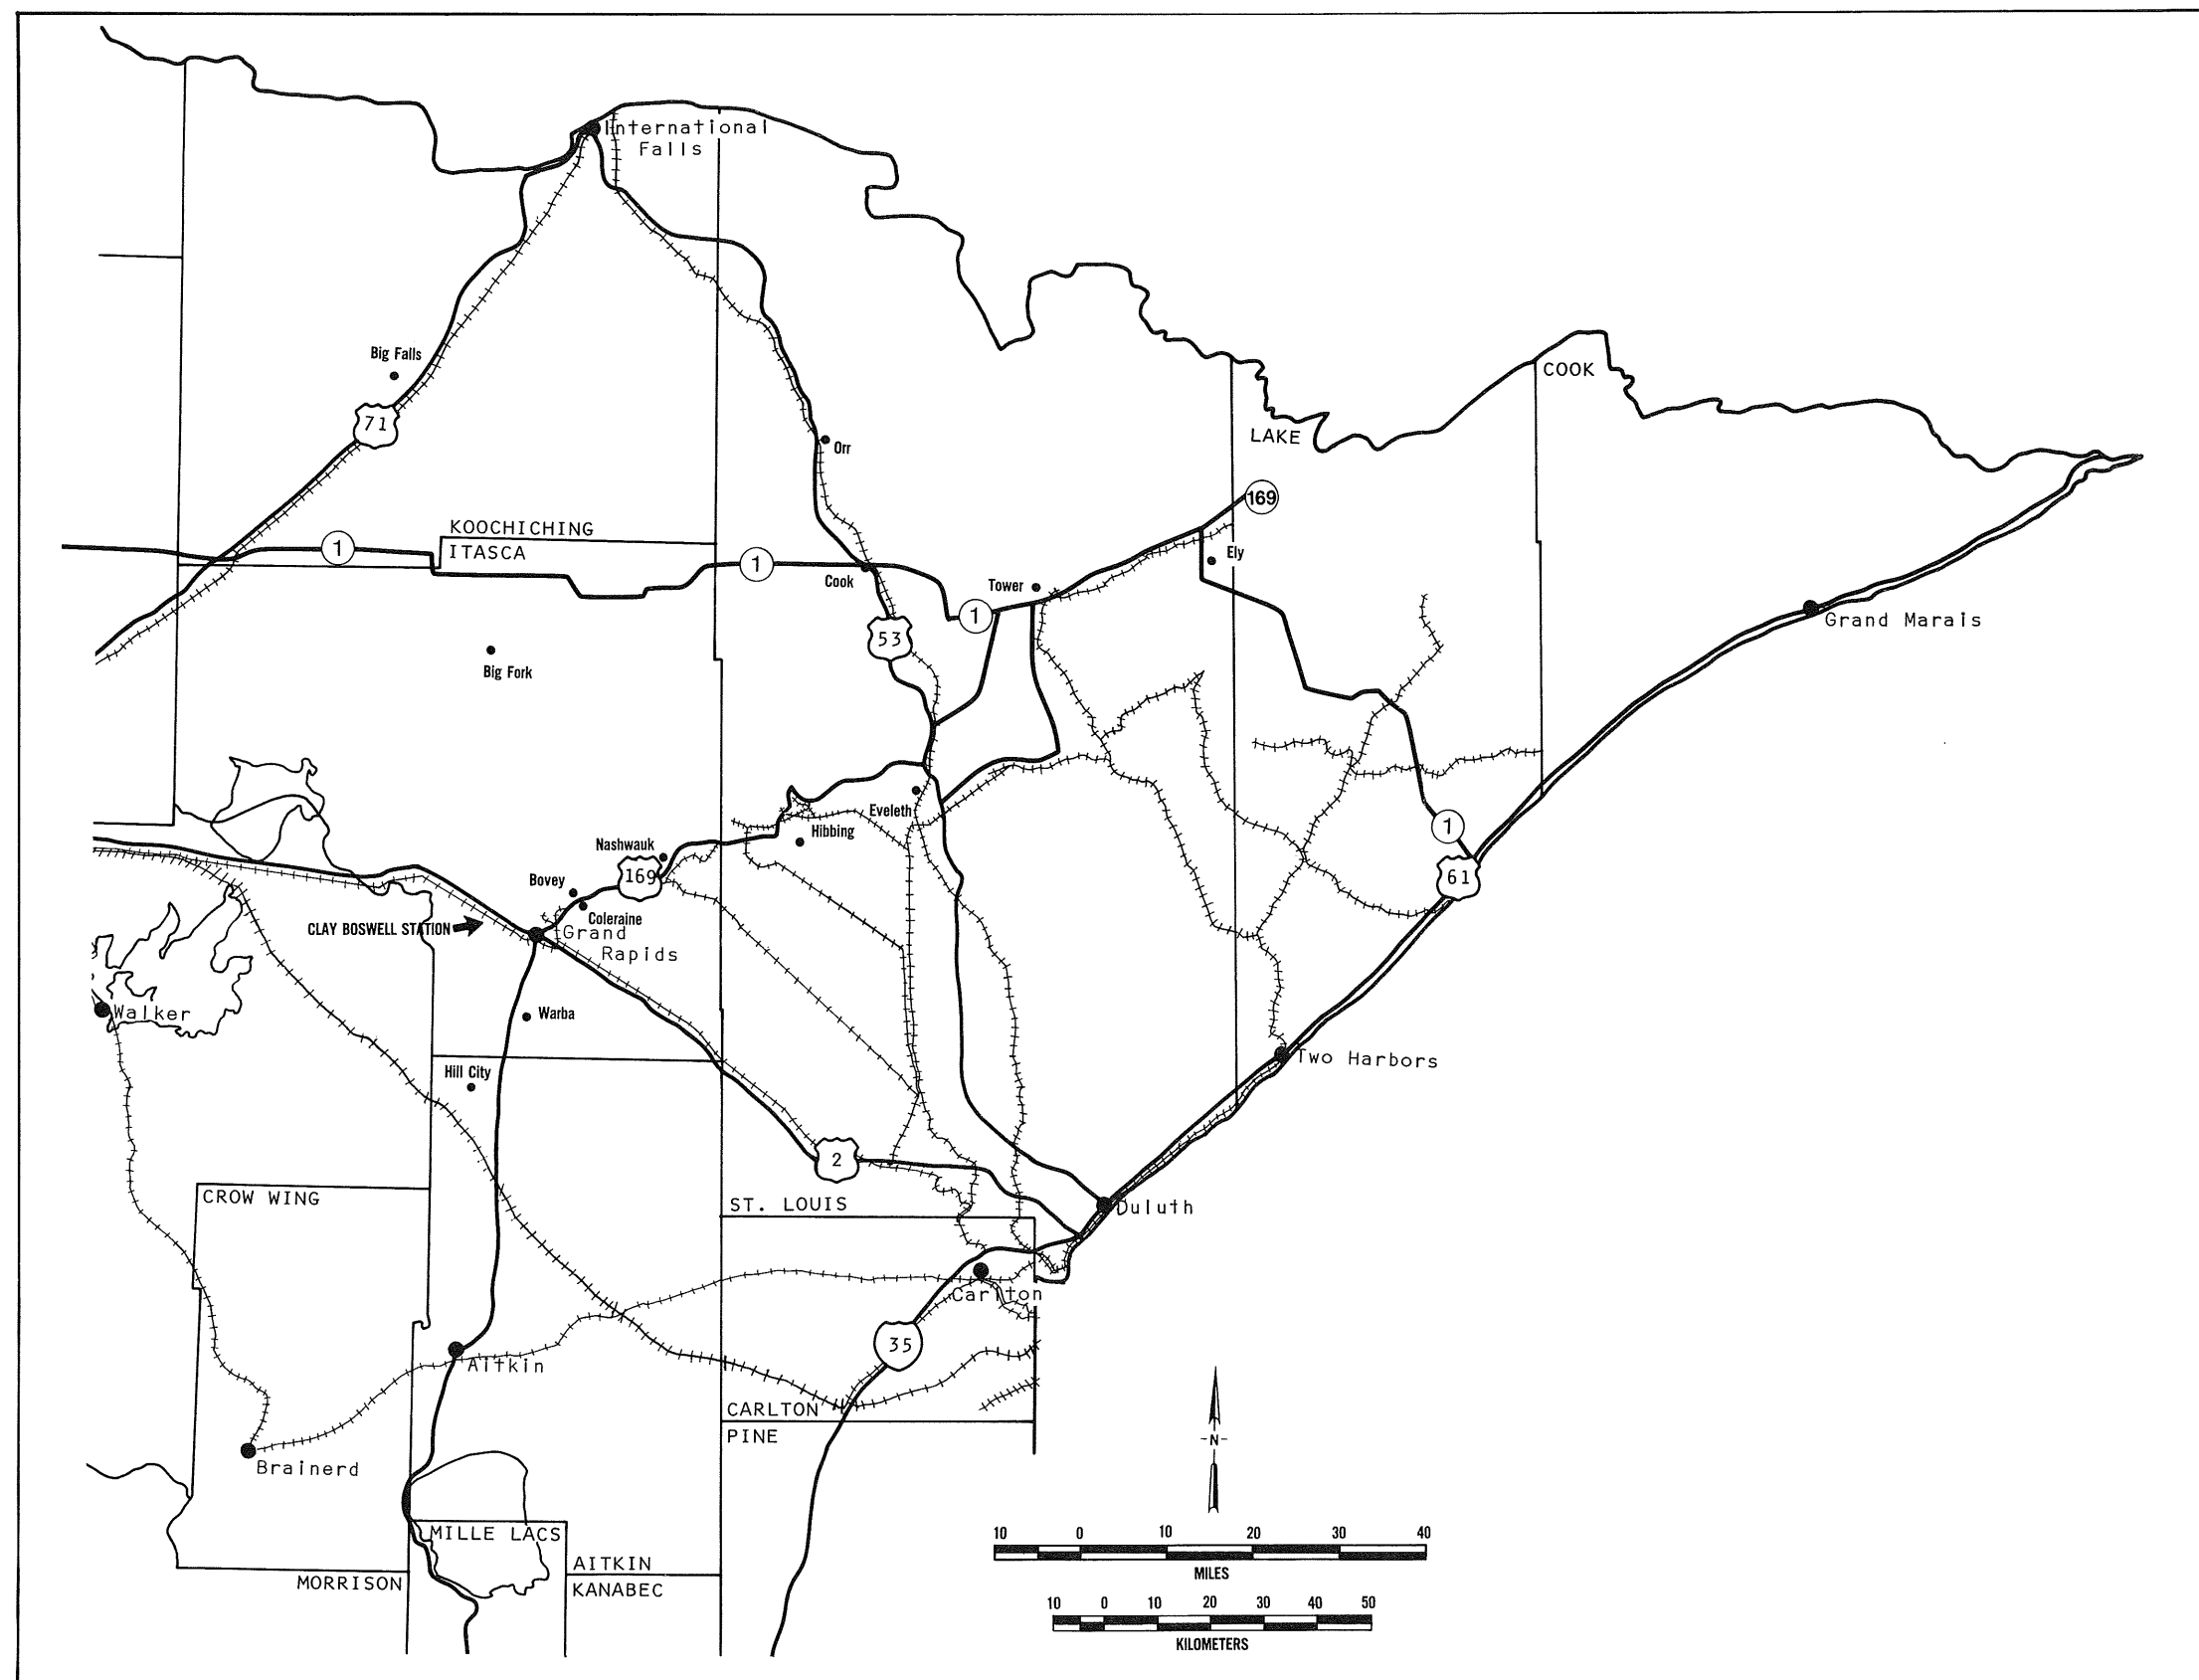 International
Falls
Big Falls
COOK
71
Orr
LAKE
169
KOOCHICHING
1
ITASCA
1
Ely
Cook
Tower
1
53
Grand Marais
Big Fork
Eveleth
Hibbing
1
Nashwauk
169
61
Bovey
Coleraine
CLAY BOSWELL STATION
Grand
Rapids
Walker
Warba
Two Harbors
Hill City
2
CROW WING
ST. LOUIS
Duluth
Carlton
35
Aitkin
CARLTON
PINE
-N-
Brainerd
MILLE LACS
10 0 10 20 30 40
MILES
AITKIN
MORRISON
KANABEC
10 0 10 20 30 40 50
KILOMETERS